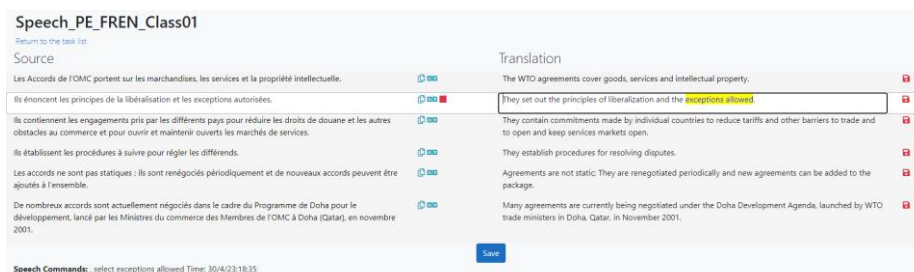 Speech_PE_FREN_Class01
Return to the task list
Source
Translation
Les Accords de l'OMC portent sur les marchandises, les services et la propriété intellectuelle.
The WTO agreements cover goods, services and intellectual property.
Ils énoncent les principes de la libéralisation et les exceptions autorisées.
They set out the principles of liberalization and the exceptions allowed.
Ils contiennent les engagements pris par les différents pays pour réduire les droits de douane et les autres
obstacles au commerce et pour ouvrir et maintenir ouverts les marchés de services.
They contain commitments made by individual countries to reduce tariffs and other barriers to trade and
to open and keep services markets open.
Ils établissent les procédures à suivre pour régler les différends.
They establish procedures for resolving disputes.
Les accords ne sont pas statiques ; ils sont renégociés périodiquement et de nouveaux accords peuvent être
ajoutés à l'ensemble.
Agreements are not static; They are renegotiated periodically and new agreements can be added to the
package.
De nombreux accords sont actuellement négociés dans le cadre du Programme de Doha pour le
développement, lancé par les Ministres du commerce des Membres de l'OMC à Doha (Qatar), en novembre
2001.
Many agreements are currently being negotiated under the Doha Development Agenda, launched by WTO
trade ministers in Doha, Qatar, in November 2001.
Save
Speech Commands: , select exceptions allowed Time: 30/4/23:18:35